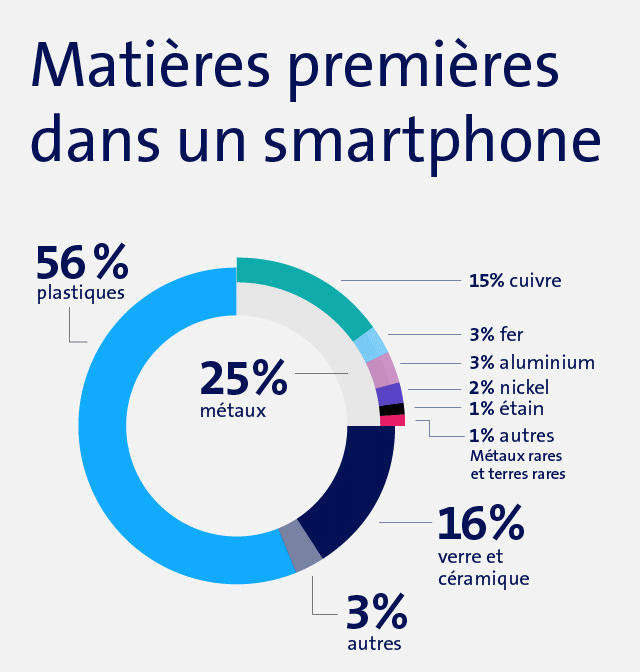 Matières premières
dans un smartphone
56 %
plastiques
15% cuivre
3% fer
25%
métaux
3% aluminium
2% nickel
1% étain
1% autres
Métaux rares
et terres rares
16%
verre et
céramique
3%
autres